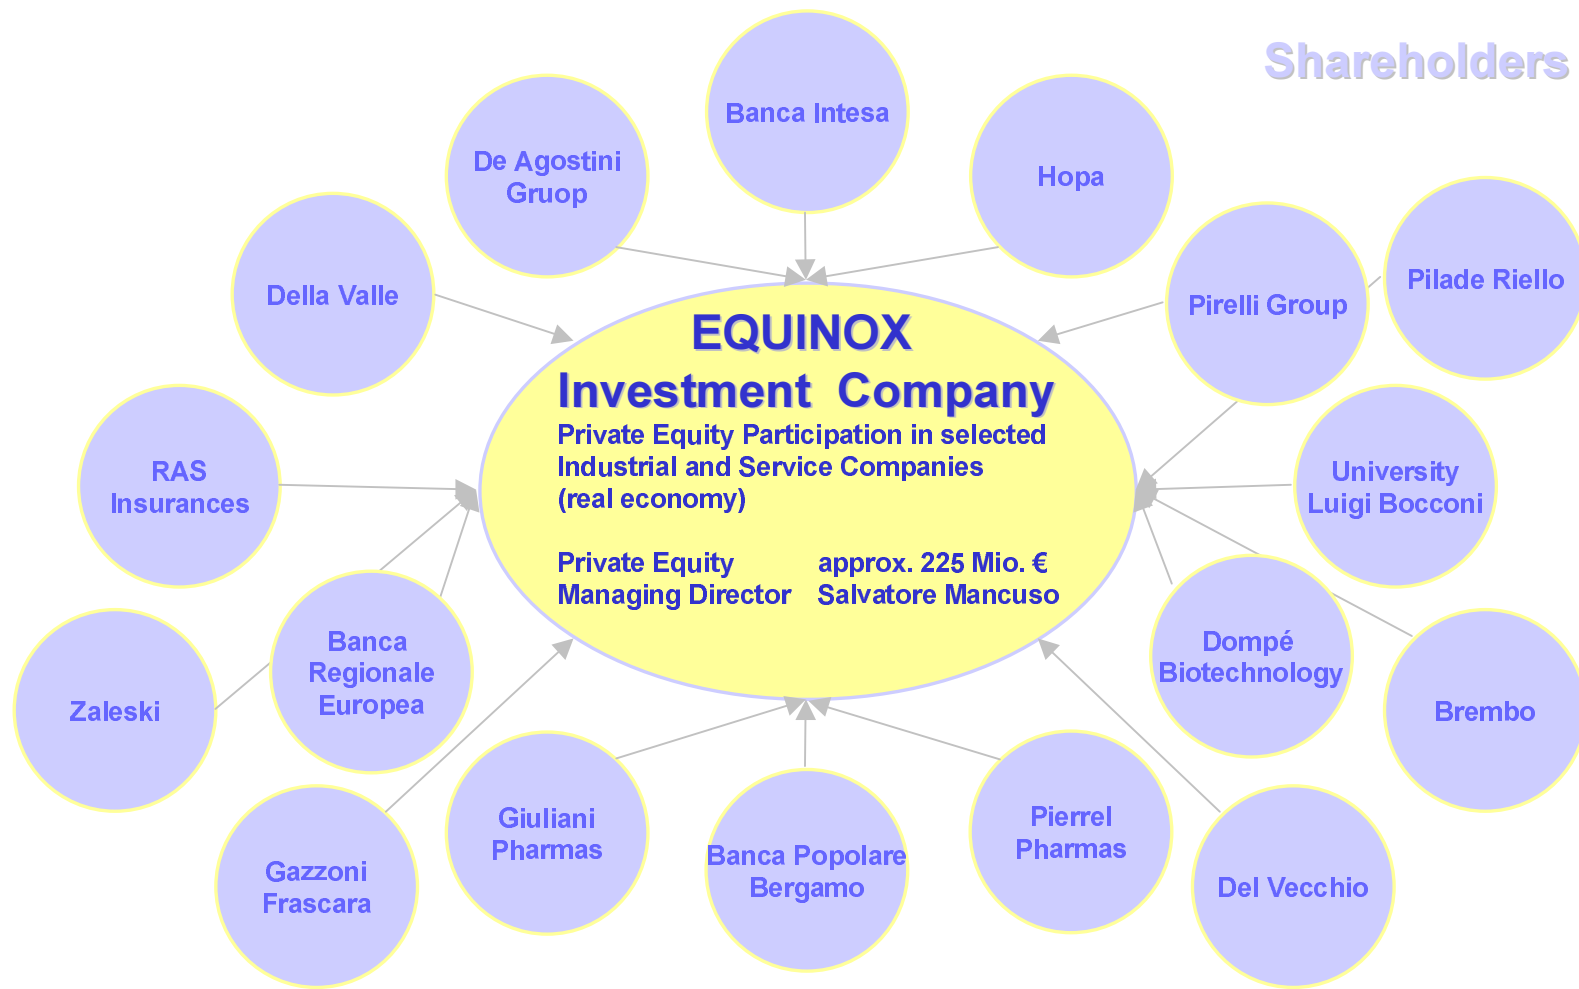 Shareholders
Banca Intesa
De Agostini
Gruop
Hopa
Della Valle
Pirelli Group
Pilade Riello
EQUINOX
Investment Company
Private Equity Participation in selected
Industrial and Service Companies
(real economy)
Private Equity approx. 225 Mio. €
Managing Director Salvatore Mancuso
RAS
Insurances
University
Luigi Bocconi
Zaleski
Banca
Regionale
Europea
Dompé
Biotechnology
Brembo
Gazzoni
Frascara
Giuliani
Pharmas
Banca Popolare
Bergamo
Pierrel
Pharmas
Del Vecchio